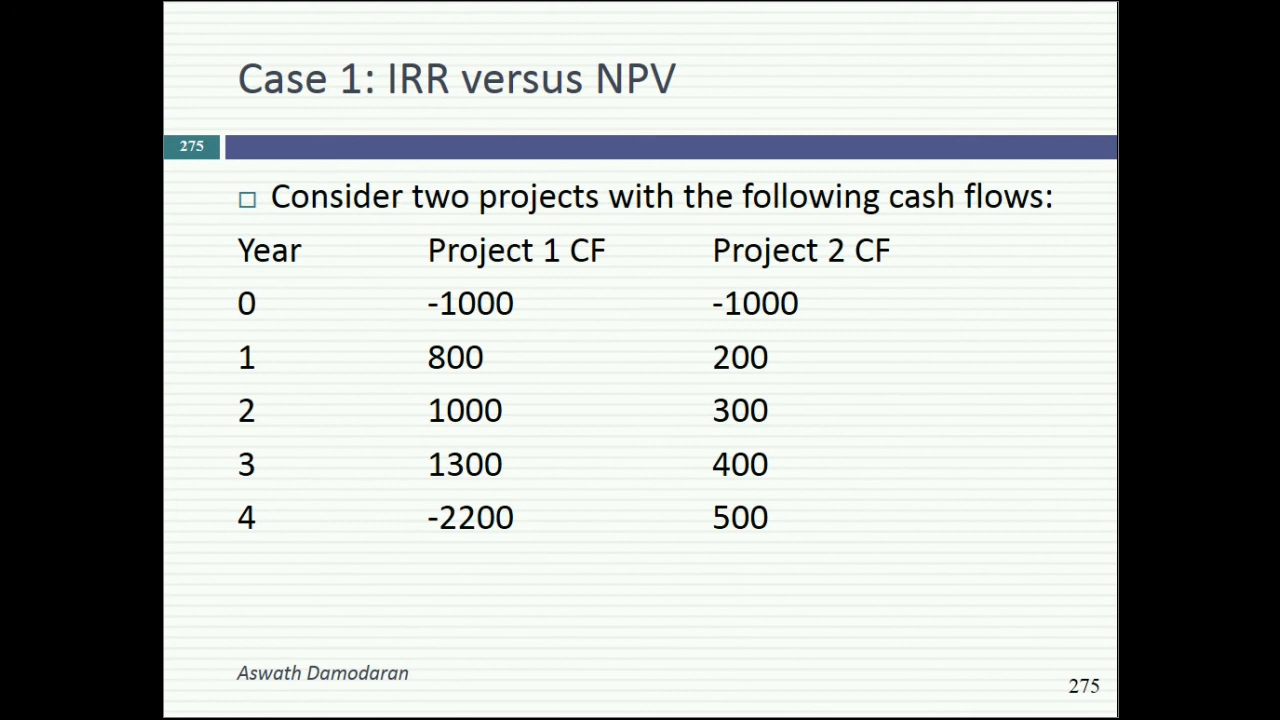 Case 1: IRR versus NPV
275
Consider two projects with the following cash flows:
Year Project 1 CF Project 2 CF
0 -1000 -1000
1 800 200
2 1000 300
3 1300 400
4 -2200 500
Aswath Damodaran
275